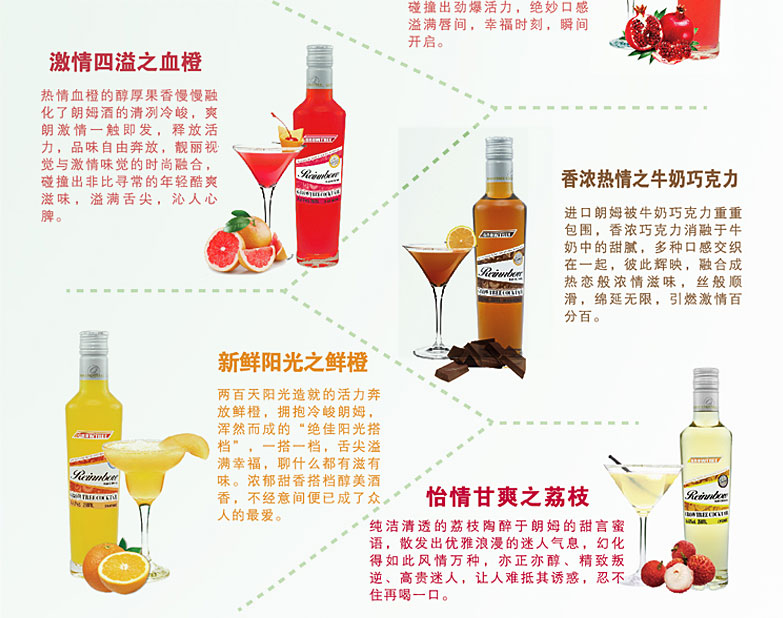 碰撞出劲爆活力，绝妙口感
溢满唇间，幸福时刻，瞬间
开启。
激情四溢之血橙
热情血橙的醇厚果香慢慢融
化了朗姆酒的清冽冷峻，爽
朗激情一触即发，释放活
力，品味自由奔放，靓丽视
觉与激情味觉的时尚融合，
碰撞出非比寻常的年轻酷爽
滋味，溢满舌尖，沁人心
脾。
Reinnbow
香浓热情之牛奶巧克力
进口朗姆被牛奶巧克力重重
包围，香浓巧克力消融于牛
奶中的甜腻，多种口感交织
在一起，彼此辉映，融合成
热恋般浓情滋味，丝般顺
滑，绵延无限，引燃激情百
分百。
Reinnbow
新鲜阳光之鲜橙
两百天阳光造就的活力奔
放鲜橙，拥抱冷峻朗姆，
浑然而成的“绝佳阳光搭
档”，一搭一档，舌尖溢
满幸福，聊什么都有滋有
味。浓郁甜香搭档醇美酒
香，不经意间便已成了众
人的最爱。
Reinnbow
怡情甘爽之荔枝
纯洁清透的荔枝陶醉于朗姆的甜言蜜
语，散发出优雅浪漫的迷人气息，幻化
得如此风情万种，亦正亦醇、精致叛
逆、高贵迷人，让人难抵其诱惑，忍不
住再喝一口。
Reinnbow